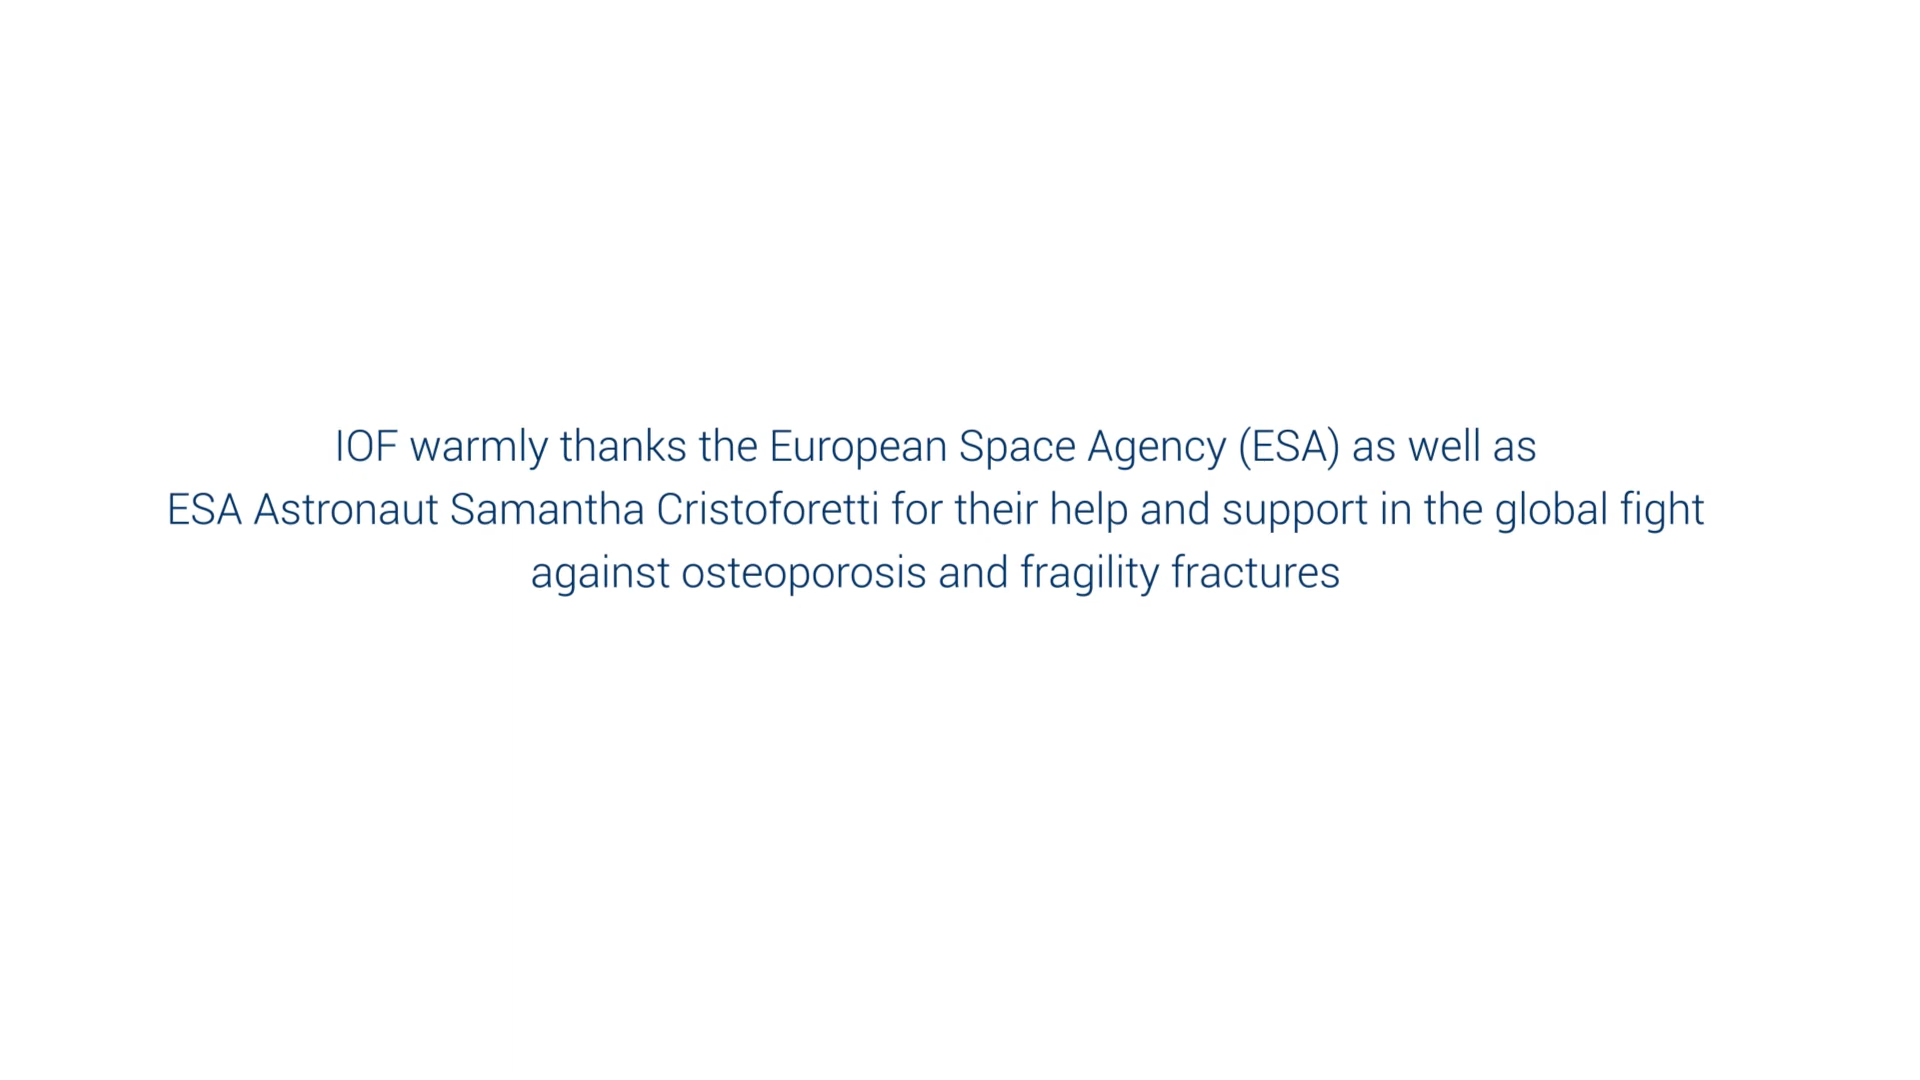 IOF warmly thanks the European Space Agency (ESA) as well as
ESA Astronaut Samantha Cristoforetti for their help and support in the global fight
against osteoporosis and fragility fractures